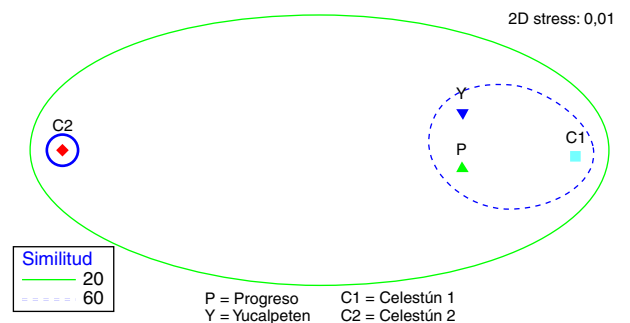 2D stress: 0,01
Y
C2
C1
P
Similitud
20
60
P = Progreso
C1 = Celestún 1
Y = Yucalpeten
C2 = Celestún 2